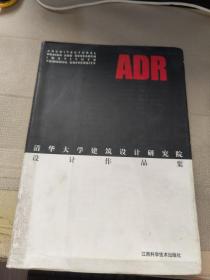 ARCHITECTURAL
DESIGN AND RESEARCH
INSTITUTE
TSINGHUA UNIVERSITY
ADR
清华大学建筑设计研究院
设计作品集
江西科学技术出版社